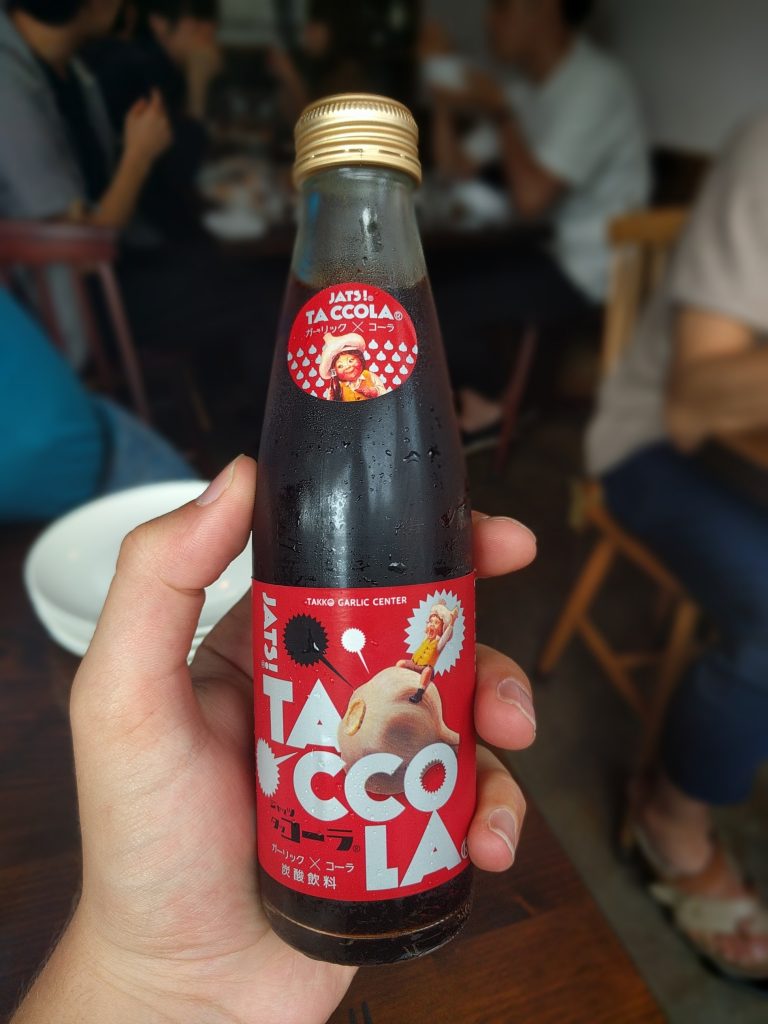 JATS!®
TACCOLA®
ガーリック×コーラ
-TAKKO GARLIC CENTER
JATS!®
TA
CCO
LA®
ジャッツ
タッコーラ®
ガーリック×コーラ
炭酸飲料